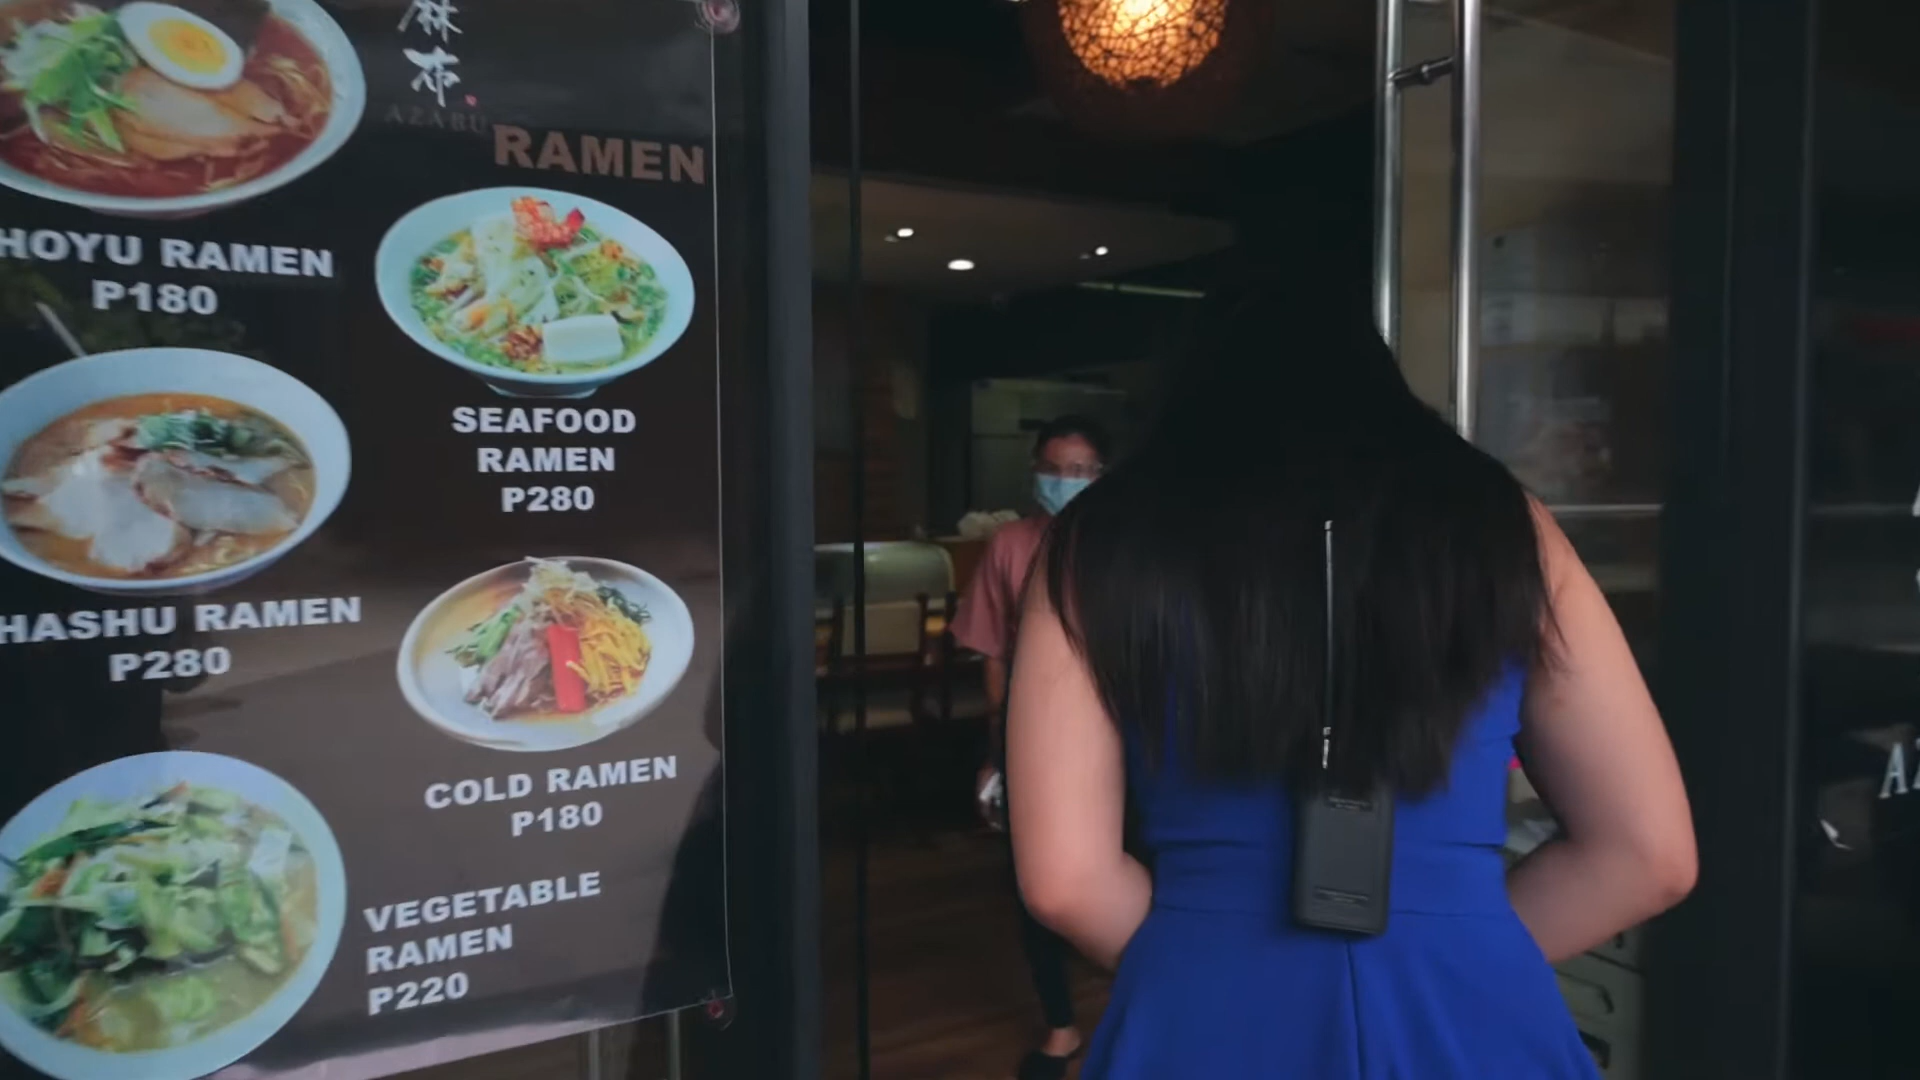 麻
布
AZABU
RAMEN
HOYU RAMEN
P180
SEAFOOD
RAMEN
P280
HASHU RAMEN
P280
COLD RAMEN
P180
VEGETABLE
RAMEN
P220